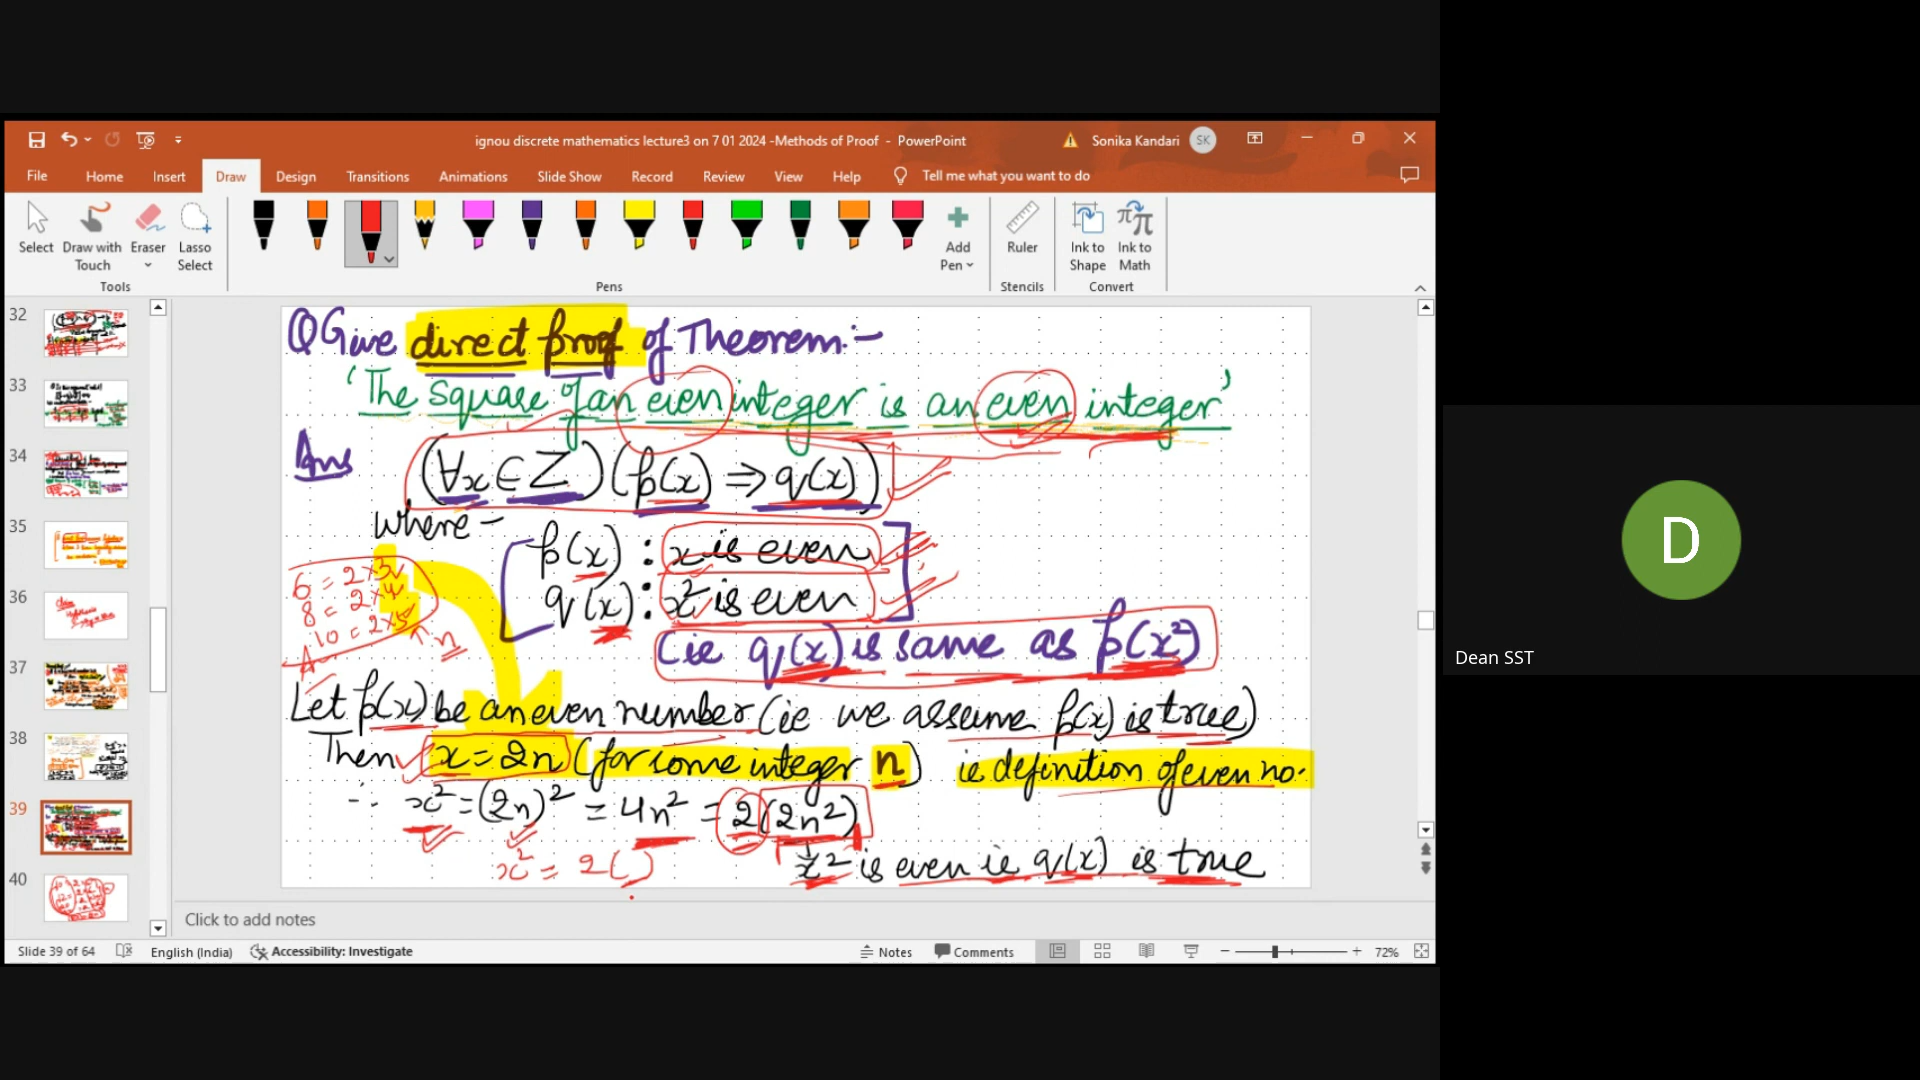 ignou discrete mathematics lecture3 on 7 01 2024 -Methods of Proof - PowerPoint
Sonika Kandari SK
File Home Insert Draw Design Transitions Animations Slide Show Record Review View Help Tell me what you want to do
Select Draw with Touch Eraser Lasso Select
Add Pen
Ruler
Ink to Shape Ink to Math
Tools Pens Stencils Convert
32
33
34
35
36
37
38
39
40
Q Give direct proof of Theorem:-
'The square of an even integer is an even integer'
Ans
(∀x∈Z)(p(x) ⇒ q(x))
where -
p(x) : x is even
q(x) : x² is even
(ie q(x) is same as p(x²)
6 = 2×3
8 = 2×4
10 = 2×5
n
Let p(x) be an even number (ie we assume p(x) is true)
Then x = 2n (for some integer n) ie definition of even no.
∴ x² = (2n)² = 4n² = 2(2n²)
x² = 2( )
x² is even ie q(x) is true
Click to add notes
Slide 39 of 64 English (India) Accessibility: Investigate Notes Comments 72%
D
Dean SST